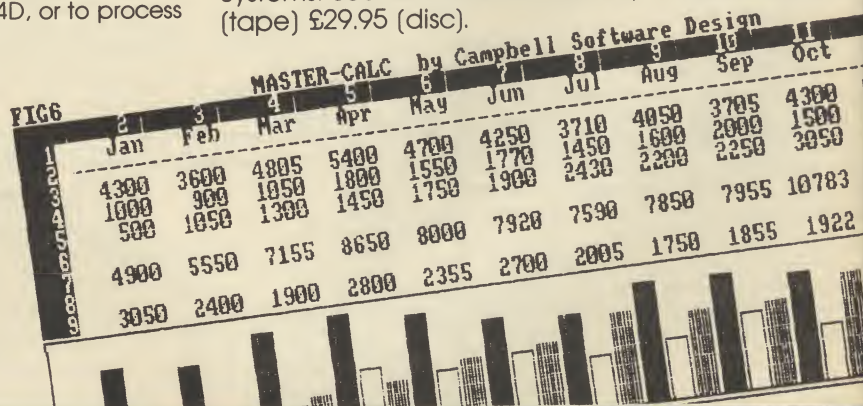 4D, or to process
(tape) £29.95 (disc).
MASTER-CALC by Campbell Software Design
FIG6 2 3 4 5 6 7 8 9 10 11
1 Jan Feb Mar Apr May Jun Jul Aug Sep Oct
2
3 4300 3600 4805 5400 4700 4250 3710 4050 3705 4300
4 1000 900 1050 1800 1550 1770 1450 1600 2000 1500
5 500 1050 1300 1450 1750 1900 2430 2200 2250 3050
6
7 4900 5550 7155 8650 8000 7920 7590 7850 7955 10783
8
9 3050 2400 1900 2800 2355 2700 2005 1750 1855 1922